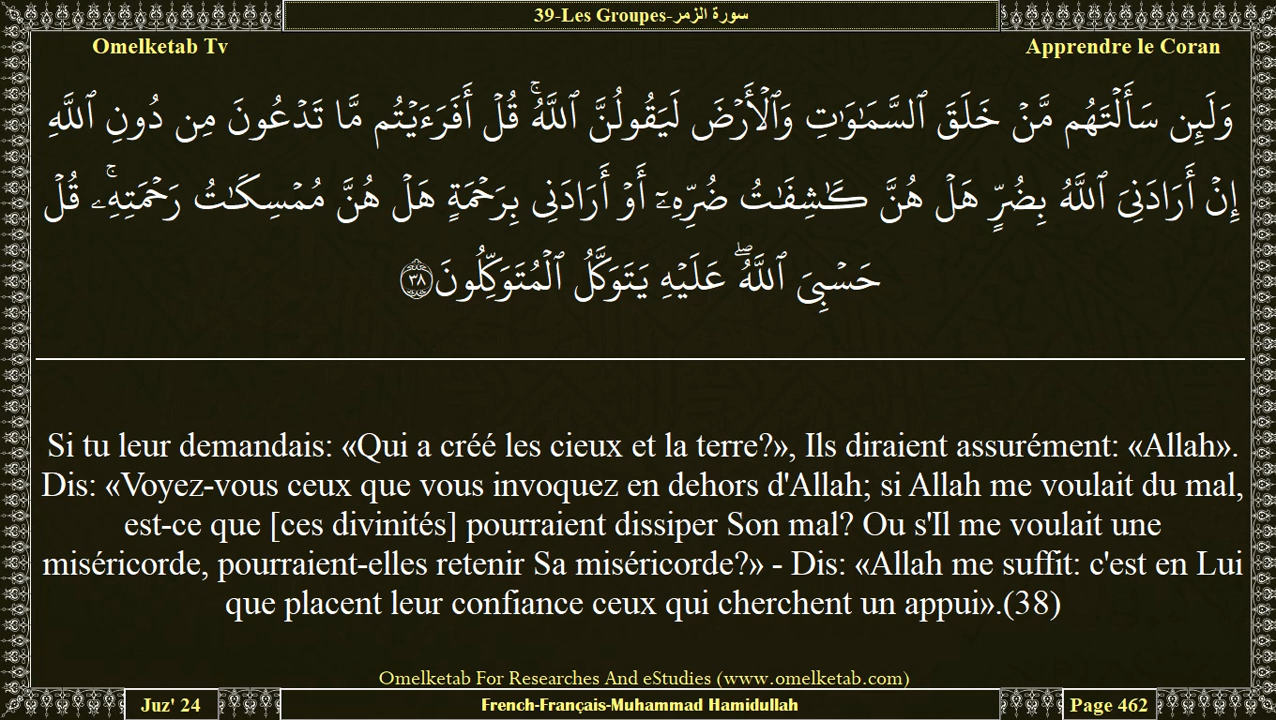 39-Les Groupes-سورة الزمر
Omelketab Tv
Apprendre le Coran
وَلَئِن سَأَلْتَهُم مَّنْ خَلَقَ ٱلسَّمَـٰوَٰتِ وَٱلْأَرْضَ لَيَقُولُنَّ ٱللَّهُ ۚ قُلْ أَفَرَءَيْتُم مَّا تَدْعُونَ مِن دُونِ ٱللَّهِ
إِنْ أَرَادَنِىَ ٱللَّهُ بِضُرٍّ هَلْ هُنَّ كَـٰشِفَـٰتُ ضُرِّهِۦٓ أَوْ أَرَادَنِى بِرَحْمَةٍ هَلْ هُنَّ مُمْسِكَـٰتُ رَحْمَتِهِۦ ۚ قُلْ
حَسْبِىَ ٱللَّهُ ۖ عَلَيْهِ يَتَوَكَّلُ ٱلْمُتَوَكِّلُونَ ﴿٣٨﴾
Si tu leur demandais: «Qui a créé les cieux et la terre?», Ils diraient assurément: «Allah».
Dis: «Voyez-vous ceux que vous invoquez en dehors d'Allah; si Allah me voulait du mal,
est-ce que [ces divinités] pourraient dissiper Son mal? Ou s'Il me voulait une
miséricorde, pourraient-elles retenir Sa miséricorde?» - Dis: «Allah me suffit: c'est en Lui
que placent leur confiance ceux qui cherchent un appui».(38)
Omelketab For Researches And eStudies (www.omelketab.com)
Juz' 24
French-Français-Muhammad Hamidullah
Page 462